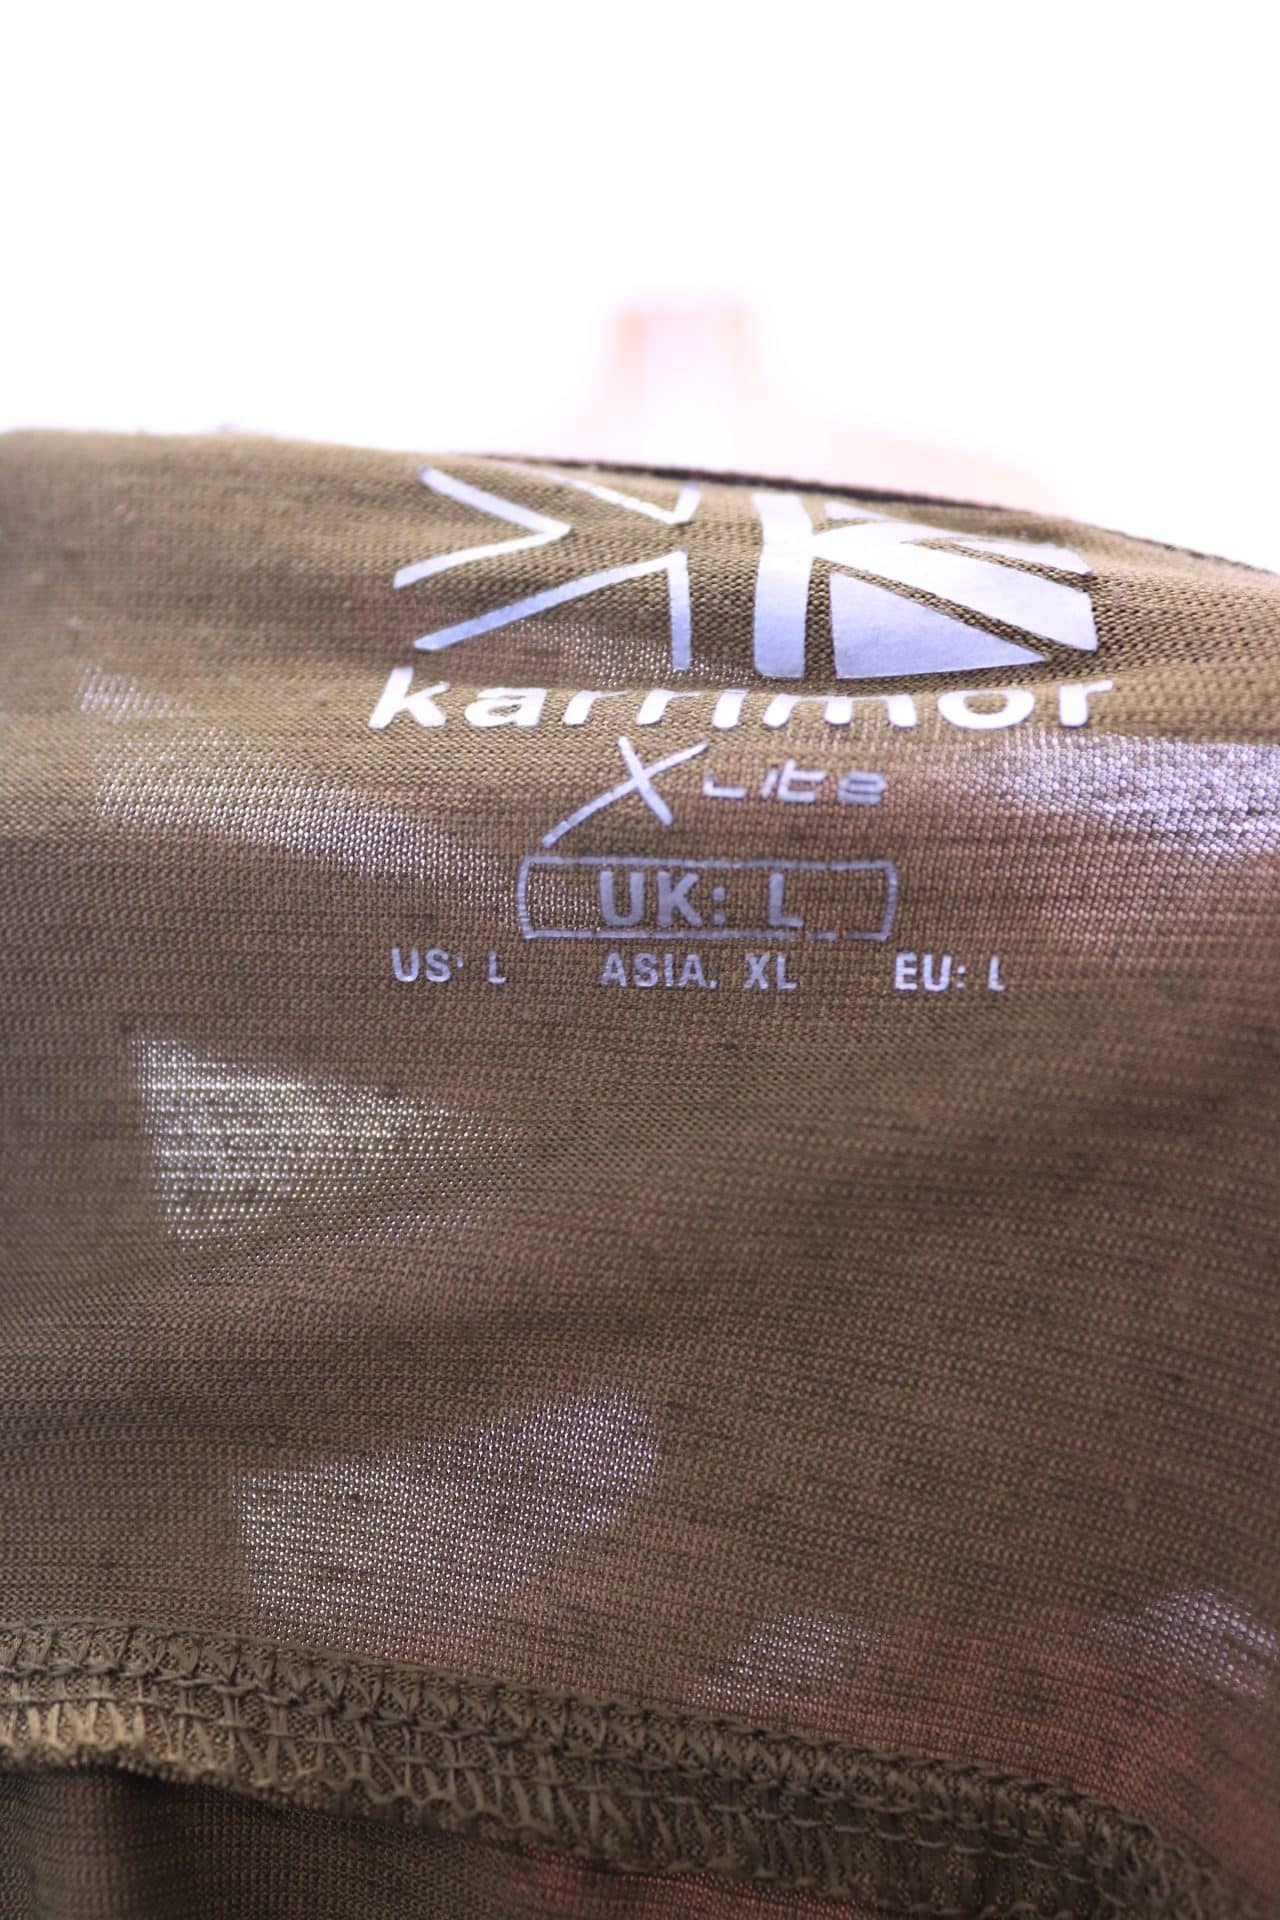 karrimor
X Lite
UK: L
US: L ASIA: XL EU: L